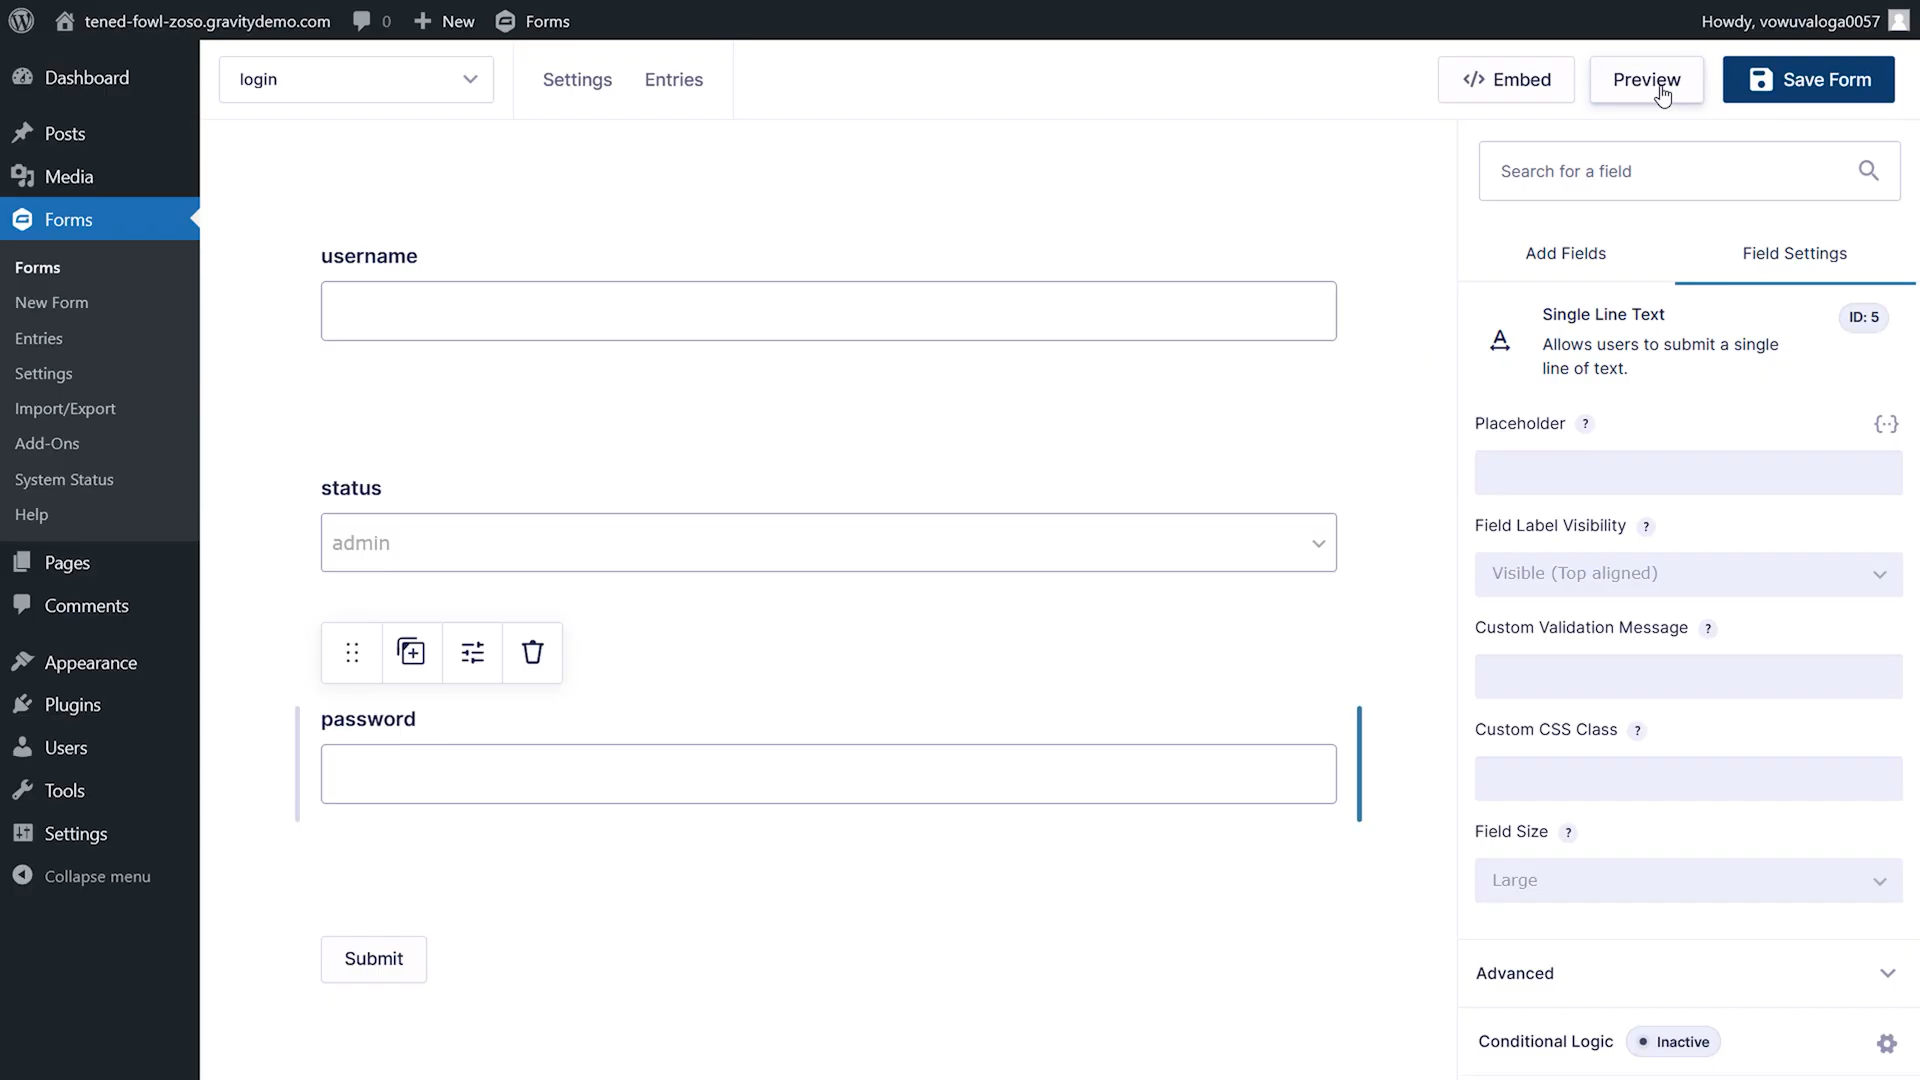 tened-fowl-zoso.gravitydemo.com
0
New
Forms
Howdy, vowuvaloga0057
Dashboard
Posts
Media
Forms
Forms
New Form
Entries
Settings
Import/Export
Add-Ons
System Status
Help
Pages
Comments
Appearance
Plugins
Users
Tools
Settings
Collapse menu
login
Settings
Entries
</> Embed
Preview
Save Form
username
status
admin
password
Submit
Search for a field
Add Fields
Field Settings
Single Line Text
ID: 5
Allows users to submit a single
line of text.
Placeholder ?
Field Label Visibility ?
Visible (Top aligned)
Custom Validation Message ?
Custom CSS Class ?
Field Size ?
Large
Advanced
Conditional Logic
Inactive